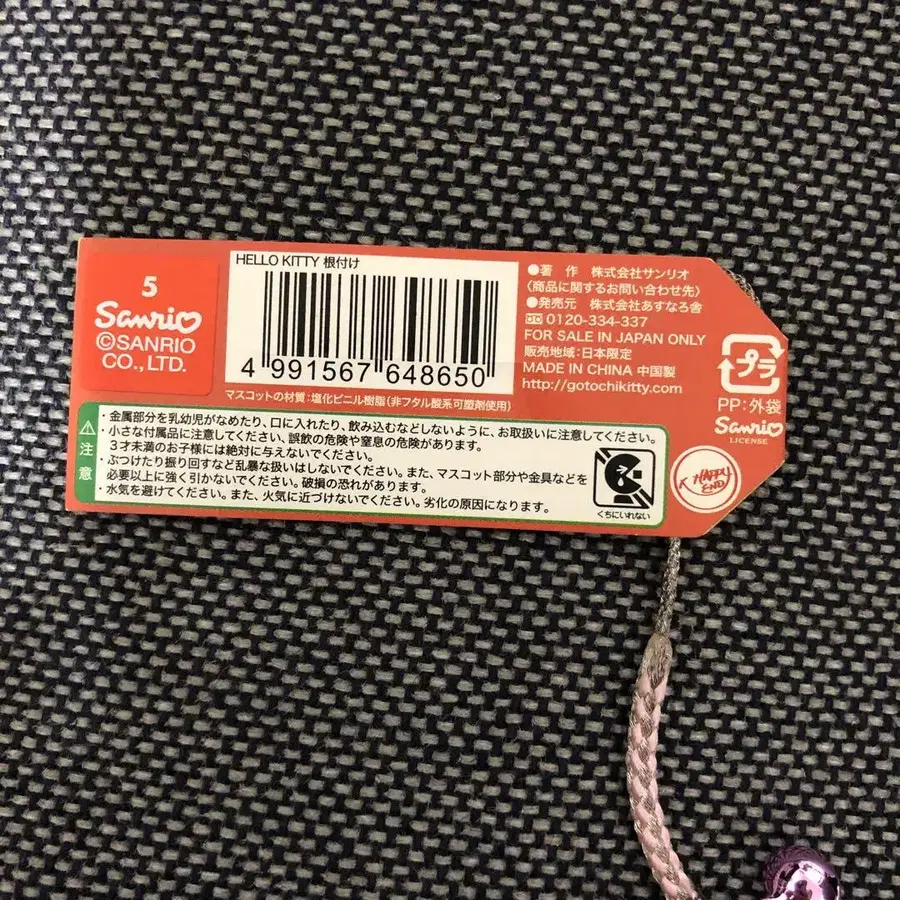 5
Sanrio
©SANRIO
CO., LTD.
HELLO KITTY 根付け
4 991567 648650
マスコットの材質:塩化ビニル樹脂(非フタル酸系可塑剤使用)
●著 作 株式会社サンリオ
〈商品に関するお問い合わせ先〉
●発売元 株式会社あすなろ舎
0120-334-337
FOR SALE IN JAPAN ONLY
販売地域:日本限定
MADE IN CHINA 中国製
http://gotochikitty.com
プラ
PP:外袋
Sanrio
LICENSE
HAPPY
END
注意
・金属部分を乳幼児がなめたり、口に入れたり、飲み込むなどしないように、お取扱いに注意してください。
・小さな付属品に注意してください、誤飲の危険や窒息の危険があります。
3才未満のお子様には絶対に与えないでください。
・ぶつけたり振り回すなど乱暴な扱いはしないでください。また、マスコット部分や金具などを
必要以上に強く引かないでください。破損の恐れがあります。
・水気を避けてください。また、火気に近づけないでください。劣化の原因になります。
くちにいれない